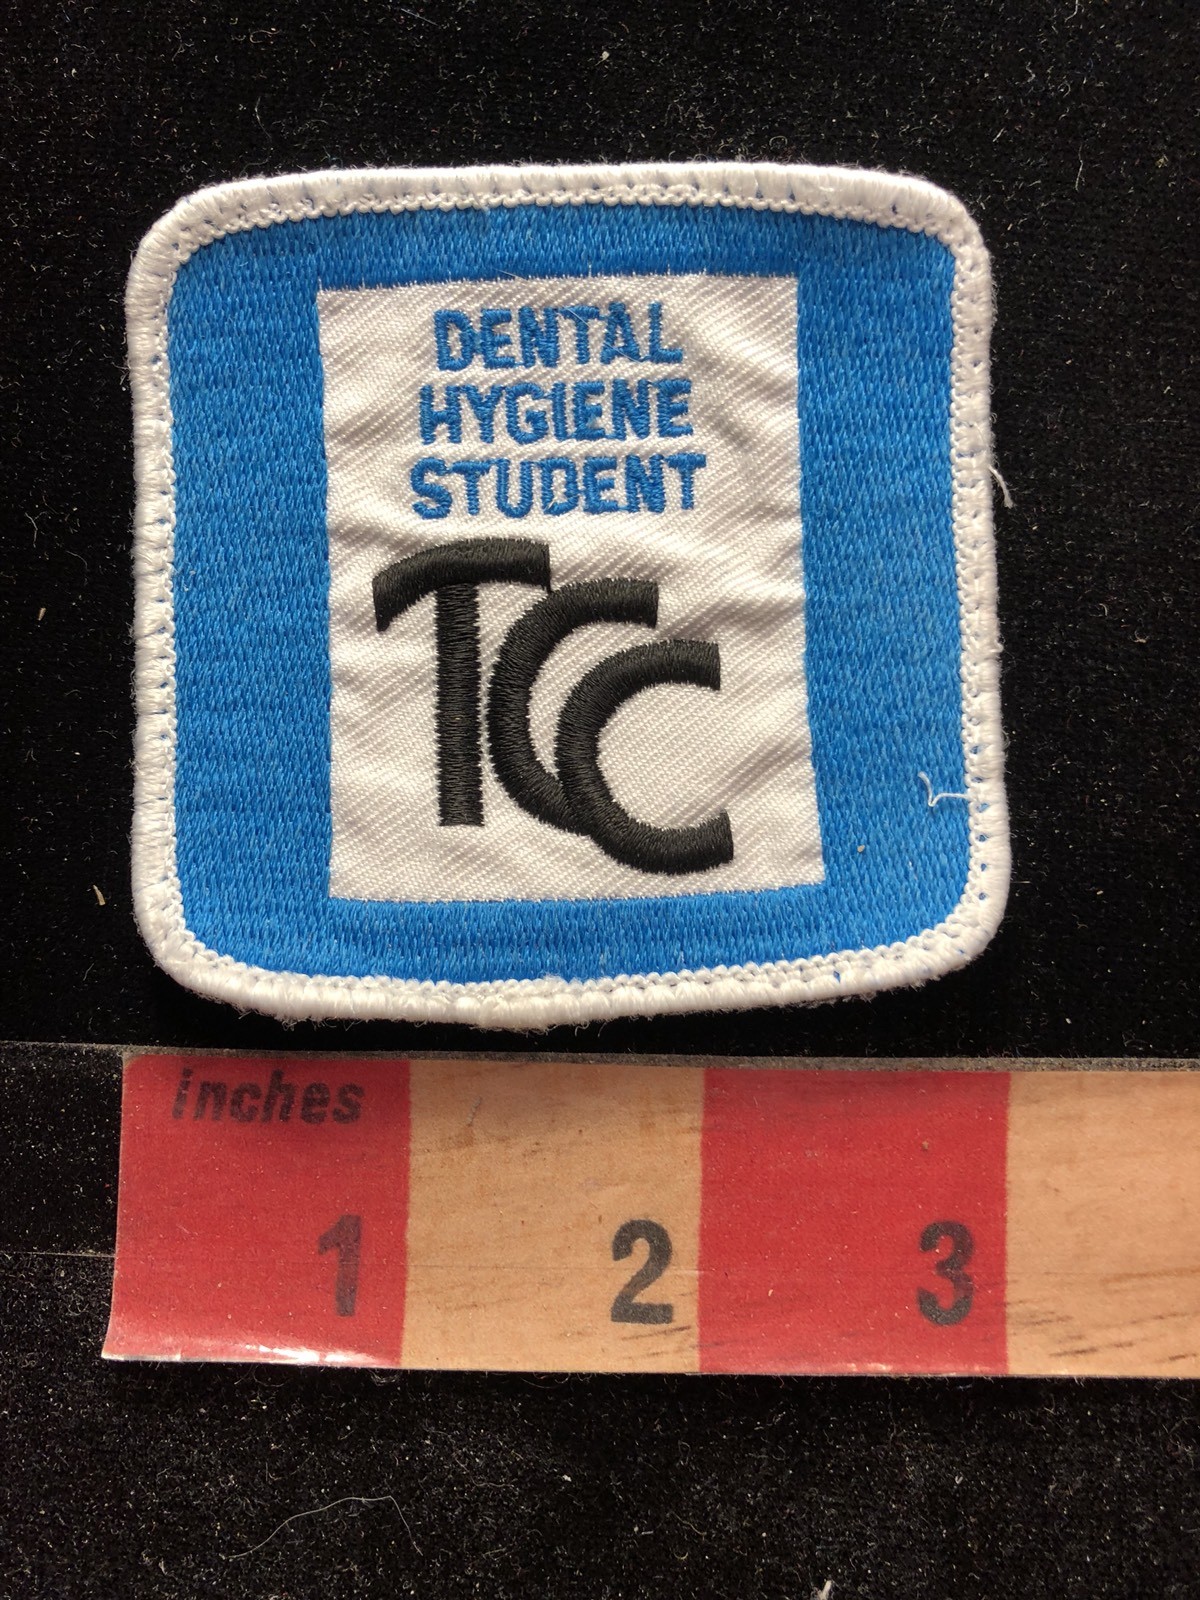 DENTAL
HYGIENE
STUDENT
TCC
inches
1 2 3